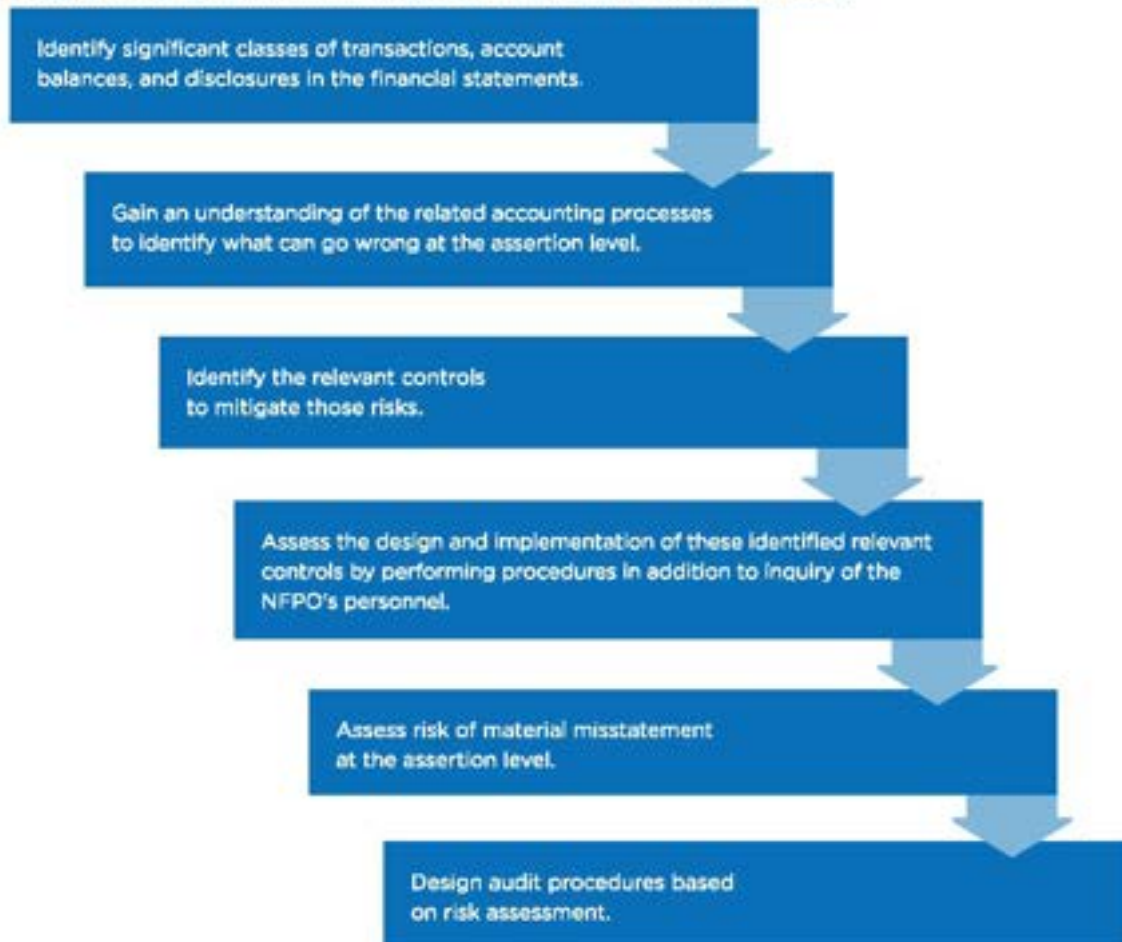 Identify significant classes of transactions, account
balances, and disclosures in the financial statements.
Gain an understanding of the related accounting processes
to identify what can go wrong at the assertion level.
Identify the relevant controls
to mitigate those risks.
Assess the design and implementation of these identified relevant
controls by performing procedures in addition to inquiry of the
NFPO's personnel.
Assess risk of material misstatement
at the assertion level.
Design audit procedures based
on risk assessment.